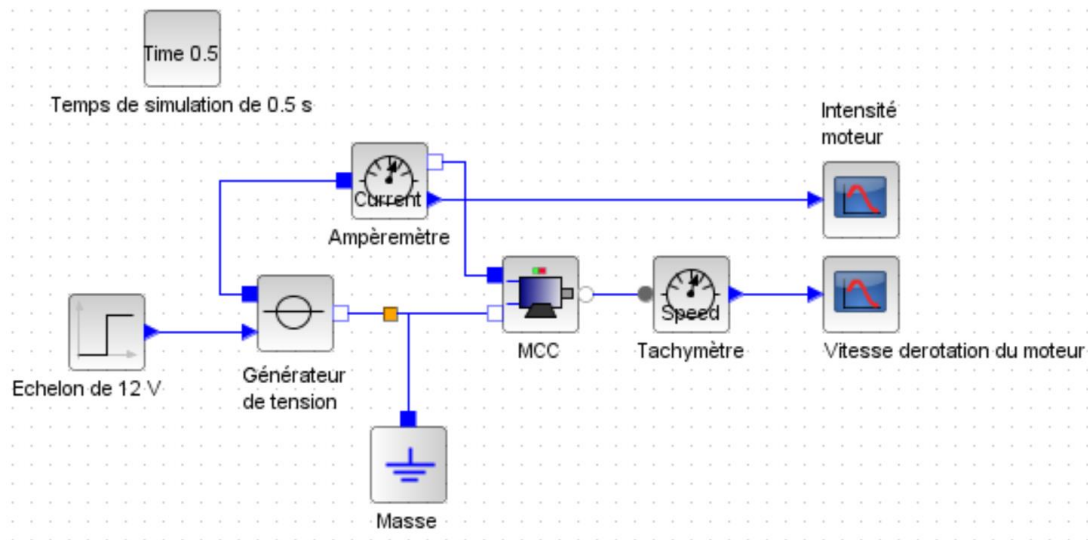 Time 0.5
Temps de simulation de 0.5 s
Intensité
moteur
Current
Ampèremètre
Speed
MCC
Tachymètre
Vitesse derotation du moteur
Echelon de 12 V
Générateur
de tension
Masse